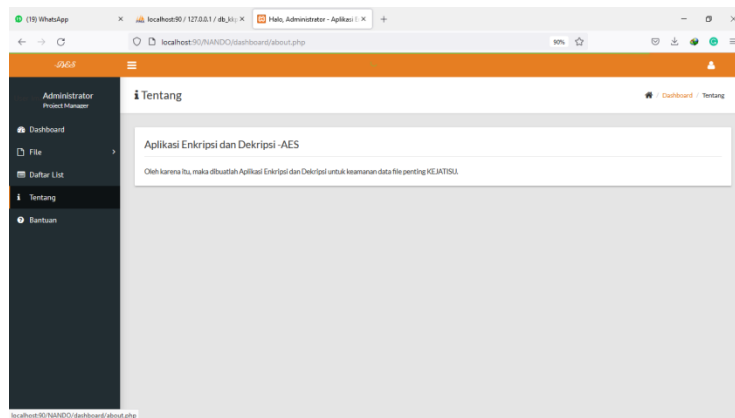 (19) WhatsApp
localhost:90 / 127.0.0.1 / db_kkp
Halo, Administrator - Aplikasi E
localhost:90/NANDO/dashboard/about.php
90%
-AES
Administrator
Project Manager
i Tentang
Dashboard / Tentang
Dashboard
File
Daftar List
i Tentang
Bantuan
Aplikasi Enkripsi dan Dekripsi -AES
Oleh karena itu, maka dibuatlah Aplikasi Enkripsi dan Dekripsi untuk keamanan data file penting KEJATISU.
localhost:90/NANDO/dashboard/about.php